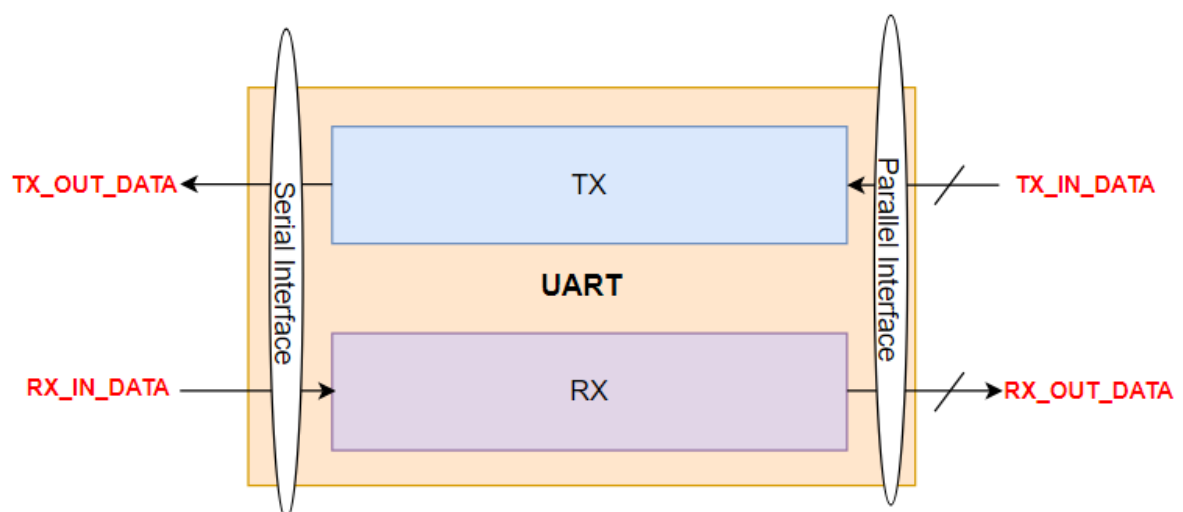 TX
TX_OUT_DATA
Serial Interface
Parallel Interface
TX_IN_DATA
UART
RX_IN_DATA
RX
RX_OUT_DATA